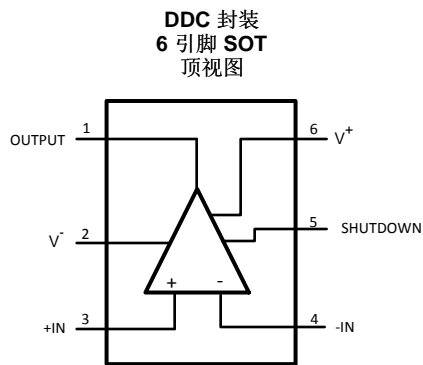 DDC 封装
6 引脚 SOT
顶视图
OUTPUT 1
6 V+
V- 2
5 SHUTDOWN
+ -
+IN 3
4 -IN